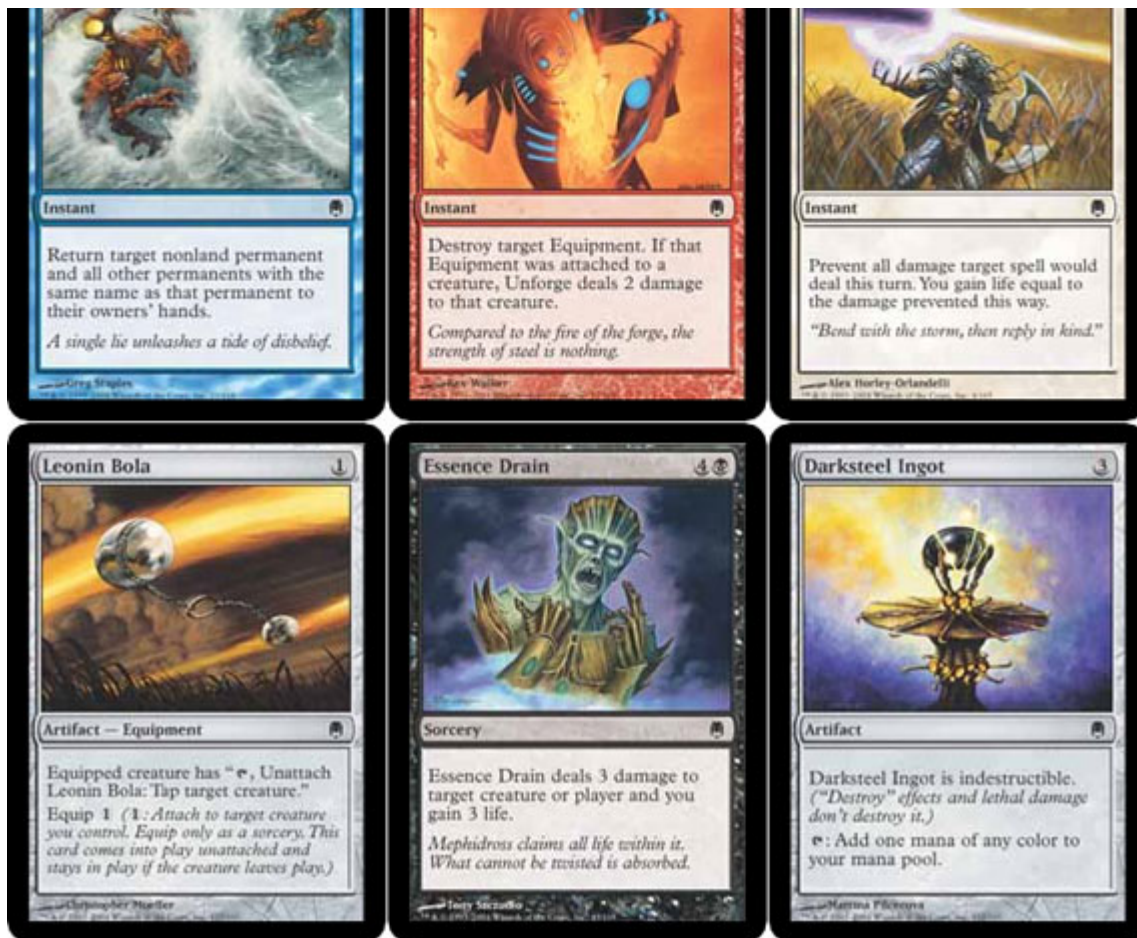 Instant
Return target nonland permanent
and all other permanents with the
same name as that permanent to
their owners' hands.
A single lie unleashes a tide of disbelief.
Greg Staples
Instant
Destroy target Equipment. If that
Equipment was attached to a
creature, Unforge deals 2 damage
to that creature.
Compared to the fire of the forge, the
strength of steel is nothing.
Walker
Instant
Prevent all damage target spell would
deal this turn. You gain life equal to
the damage prevented this way.
"Bend with the storm, then reply in kind."
Alex Horley-Orlandelli
Leonin Bola 1
Artifact — Equipment
Equipped creature has “, Unattach
Leonin Bola: Tap target creature.”
Equip 1 (1: Attach to target creature
you control. Equip only as a sorcery. This
card comes into play unattached and
stays in play if the creature leaves play.)
Christopher Moeller
Essence Drain 4
Sorcery
Essence Drain deals 3 damage to
target creature or player and you
gain 3 life.
Mephidross claims all life within it.
What cannot be twisted is absorbed.
Darksteel Ingot 3
Artifact
Darksteel Ingot is indestructible.
("Destroy" effects and lethal damage
don't destroy it.)
: Add one mana of any color to
your mana pool.
Martina Pilcerova